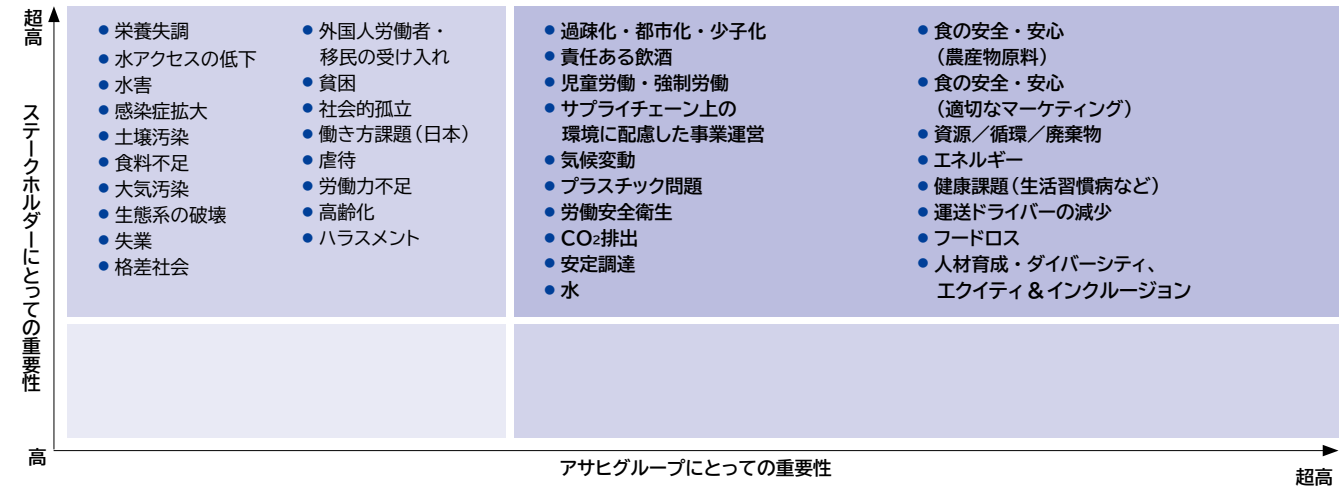 超高
ステークホルダーにとっての重要性
高
● 栄養失調
● 水アクセスの低下
● 水害
● 感染症拡大
● 土壌汚染
● 食料不足
● 大気汚染
● 生態系の破壊
● 失業
● 格差社会
● 外国人労働者・
移民の受け入れ
● 貧困
● 社会的孤立
● 働き方課題（日本）
● 虐待
● 労働力不足
● 高齢化
● ハラスメント
● 過疎化・都市化・少子化
● 責任ある飲酒
● 児童労働・強制労働
● サプライチェーン上の
環境に配慮した事業運営
● 気候変動
● プラスチック問題
● 労働安全衛生
● CO₂排出
● 安定調達
● 水
● 食の安全・安心
（農産物原料）
● 食の安全・安心
（適切なマーケティング）
● 資源／循環／廃棄物
● エネルギー
● 健康課題（生活習慣病など）
● 運送ドライバーの減少
● フードロス
● 人材育成・ダイバーシティ、
エクイティ＆インクルージョン
アサヒグループにとっての重要性
超高